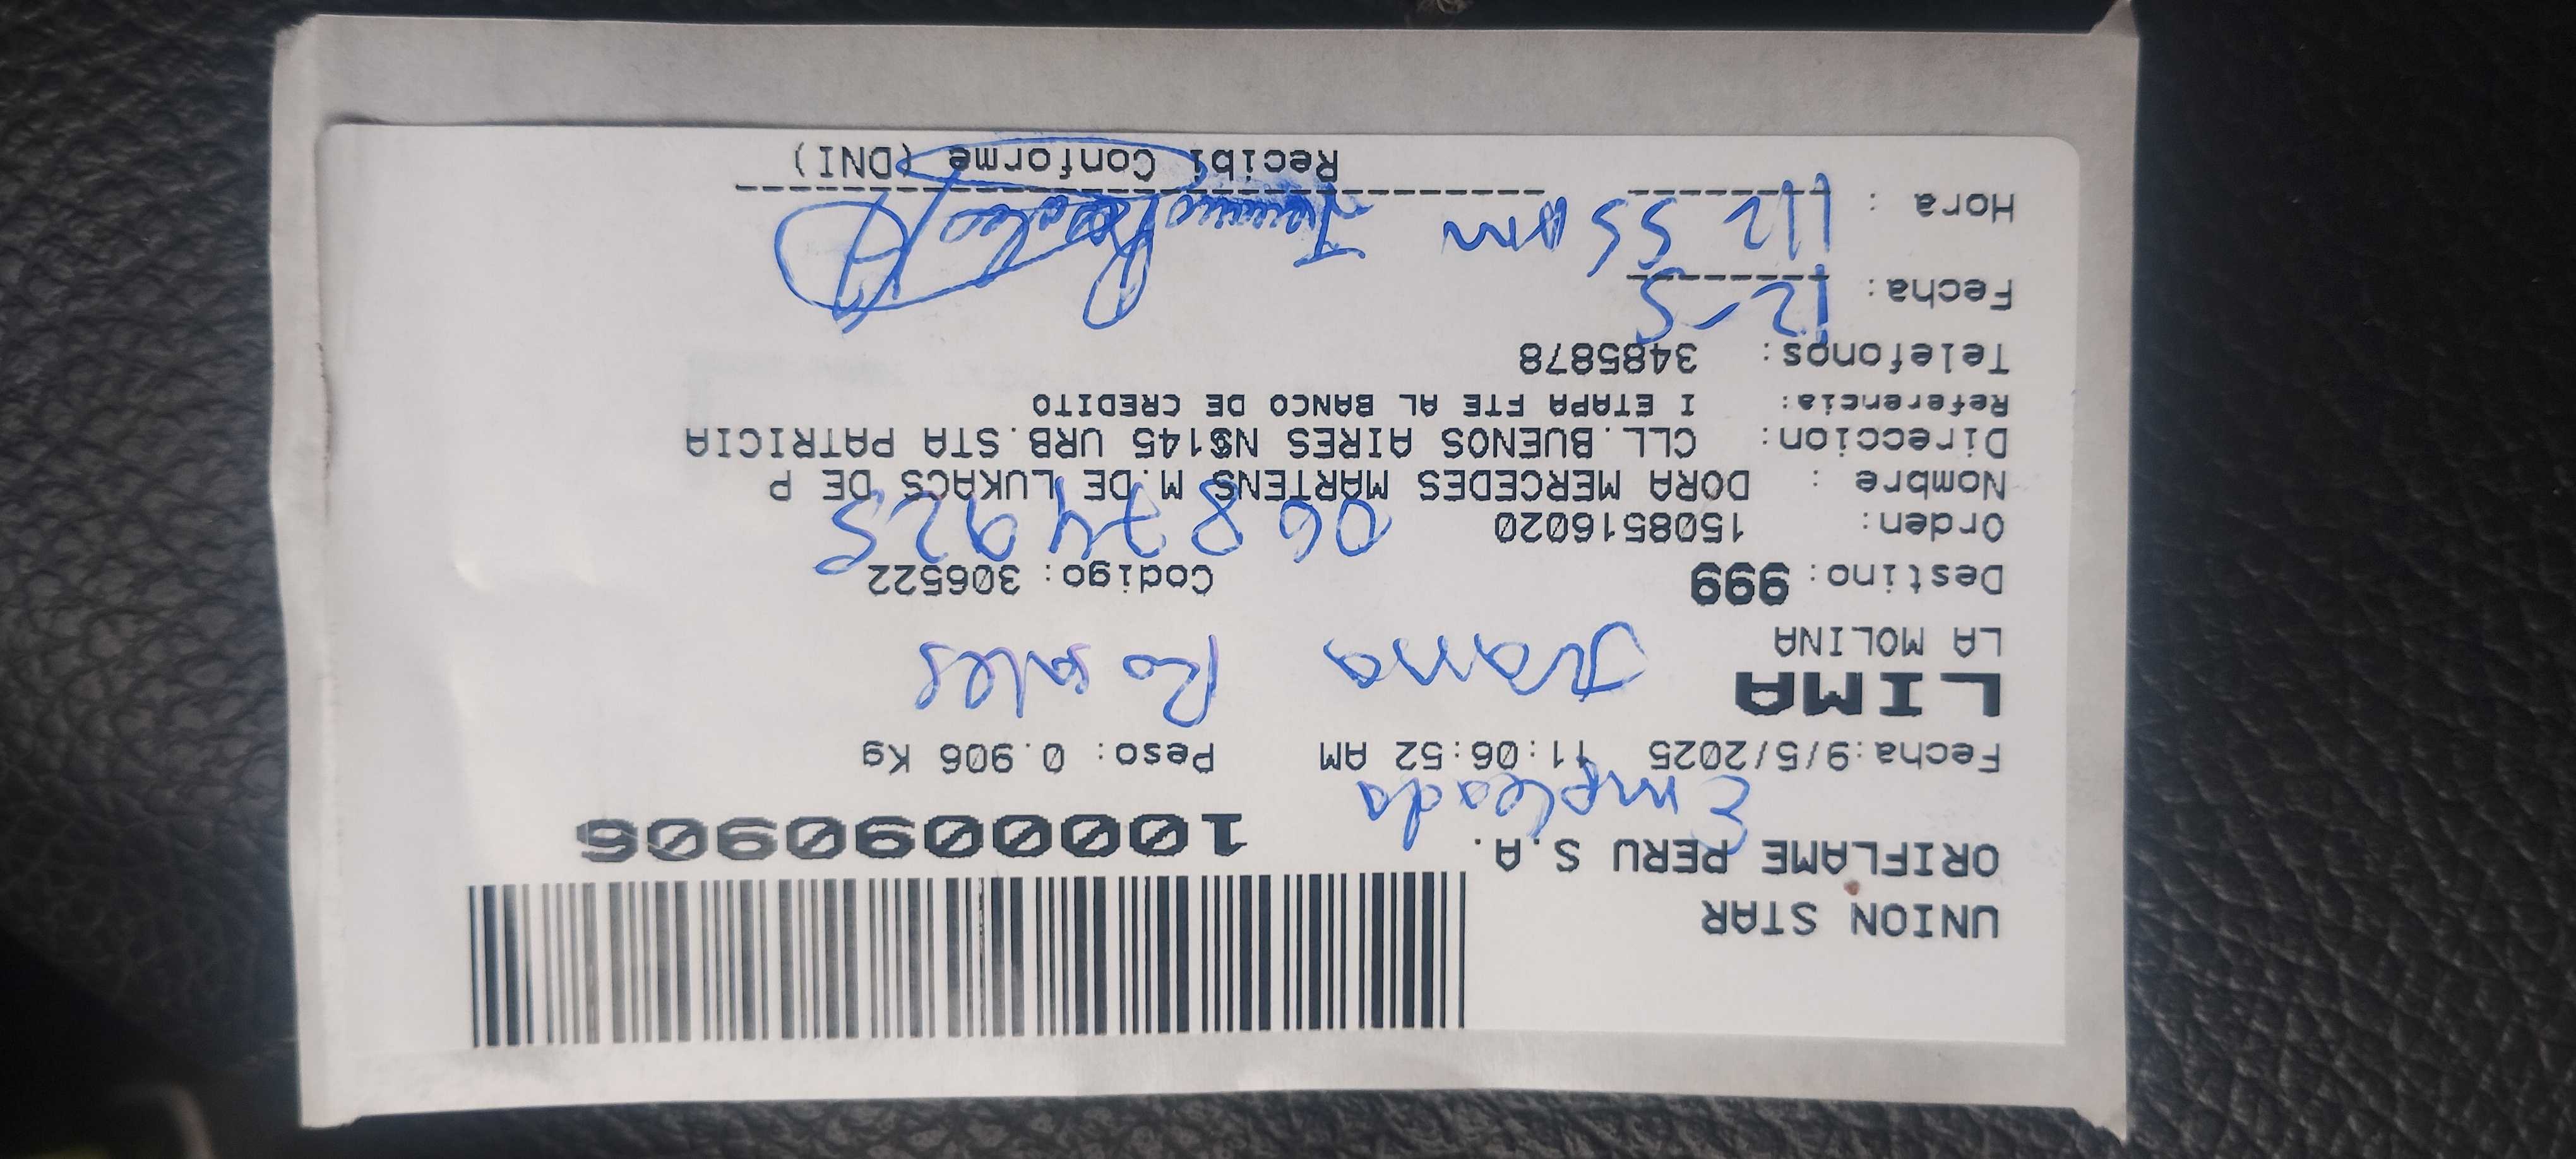 UNION STAR
ORIFLAME PERU S.A.
1000009090906
Empleada
Fecha:9/5/2025 11:06:52 AM Peso: 0.906 Kg
LIMA
Juana Rosales
LA MOLINA
Destino: 999 Codigo: 306522
06874925
Orden: 1508516020
Nombre : DORA MERCEDES MARTENS M.DE LUKACS DE P
Direccion: CLL.BUENOS AIRES N$145 URB.STA PATRICIA
Referencia: I ETAPA FTE AL BANCO DE CREDITO
Telefonos: 3485878
Fecha: 12-5
Hora : 55 Am
Recibi Conforme (DNI)